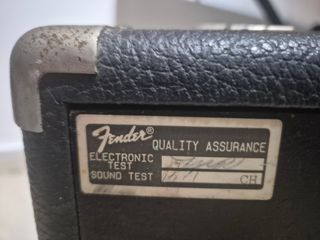 Fender® QUALITY ASSURANCE
ELECTRONIC
TEST
SOUND TEST CH